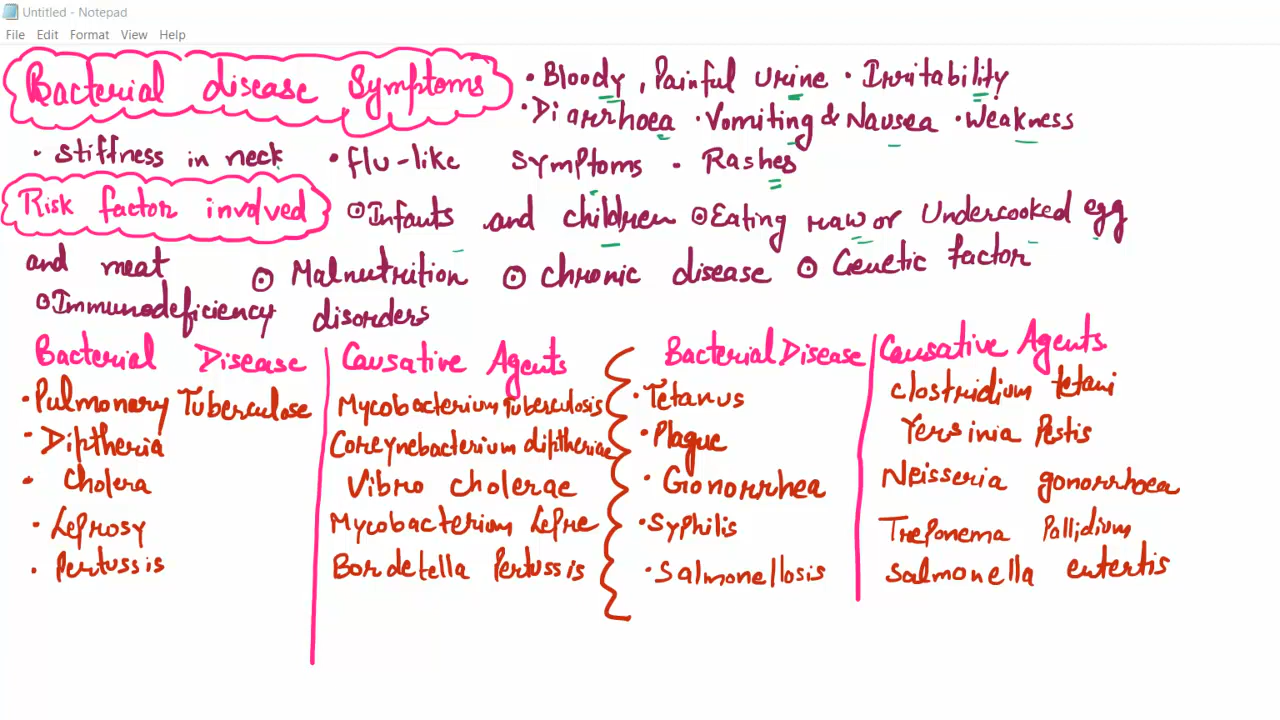 Untitled - Notepad
File Edit Format View Help
Bacterial disease Symptoms • Bloody, Painful urine • Irritability
• Diarrhoea • Vomiting & Nausea • Weakness
• Stiffness in neck • Flu-like symptoms • Rashes
Risk factor involved ⊙ Infants and children ⊙ Eating raw or Undercooked egg
and meat ⊙ Malnutrition ⊙ chronic disease ⊙ Genetic factor
⊙ Immunodeficiency disorders
Bacterial Disease Causative Agents Bacterial Disease Causative Agents
• Pulmonary Tuberculose Mycobacterium Tuberculosis • Tetanus clostridium tetani
• Diptheria Coreynebacterium diptheriae • Plague Yersinia Pestis
• Cholera Vibro cholerae • Gonorrhea Neisseria gonorrhoea
• Leprosy Mycobacterium Lepre • Syphilis Treponema Pallidium
• Pertussis Bordetella Pertussis • Salmonellosis Salmonella entertis